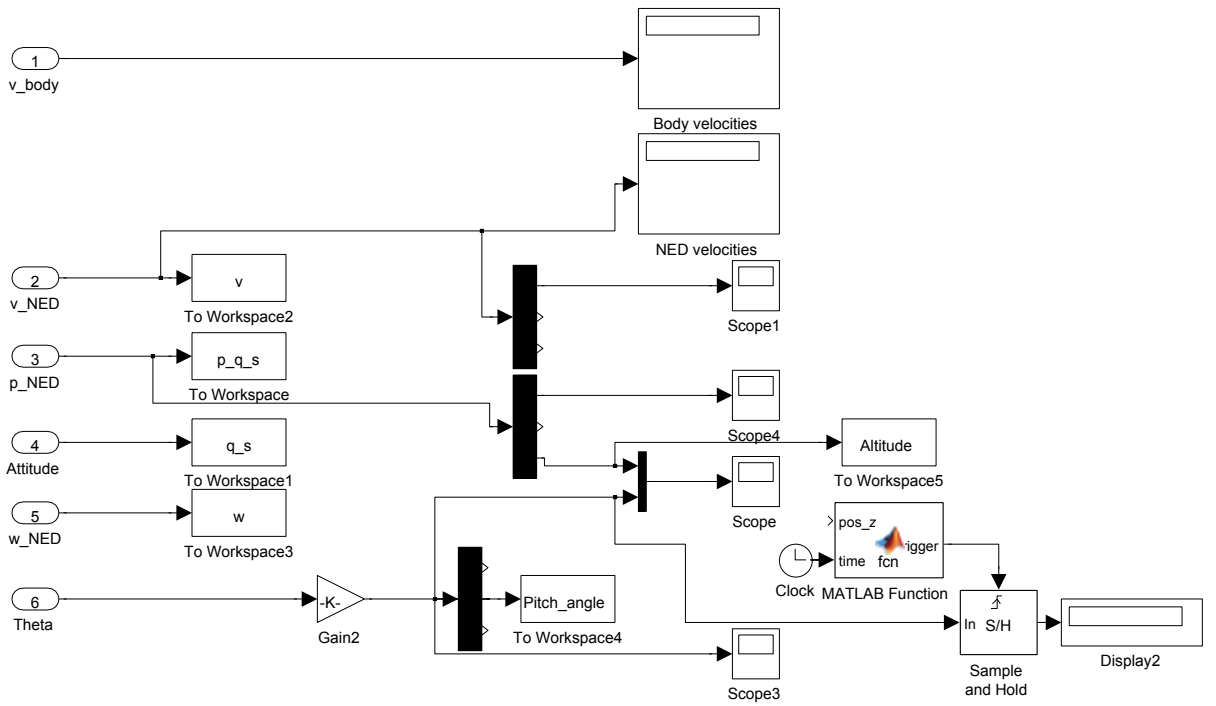 1
v_body
Body velocities
NED velocities
2
v_NED
v
To Workspace2
Scope1
3
p_NED
p_q_s
To Workspace
Scope4
4
Attitude
q_s
To Workspace1
Altitude
To Workspace5
Scope
5
w_NED
w
To Workspace3
pos_z
time
fcn
rigger
Clock
MATLAB Function
6
Theta
-K-
Gain2
Pitch_angle
To Workspace4
In
S/H
Sample
and Hold
Display2
Scope3